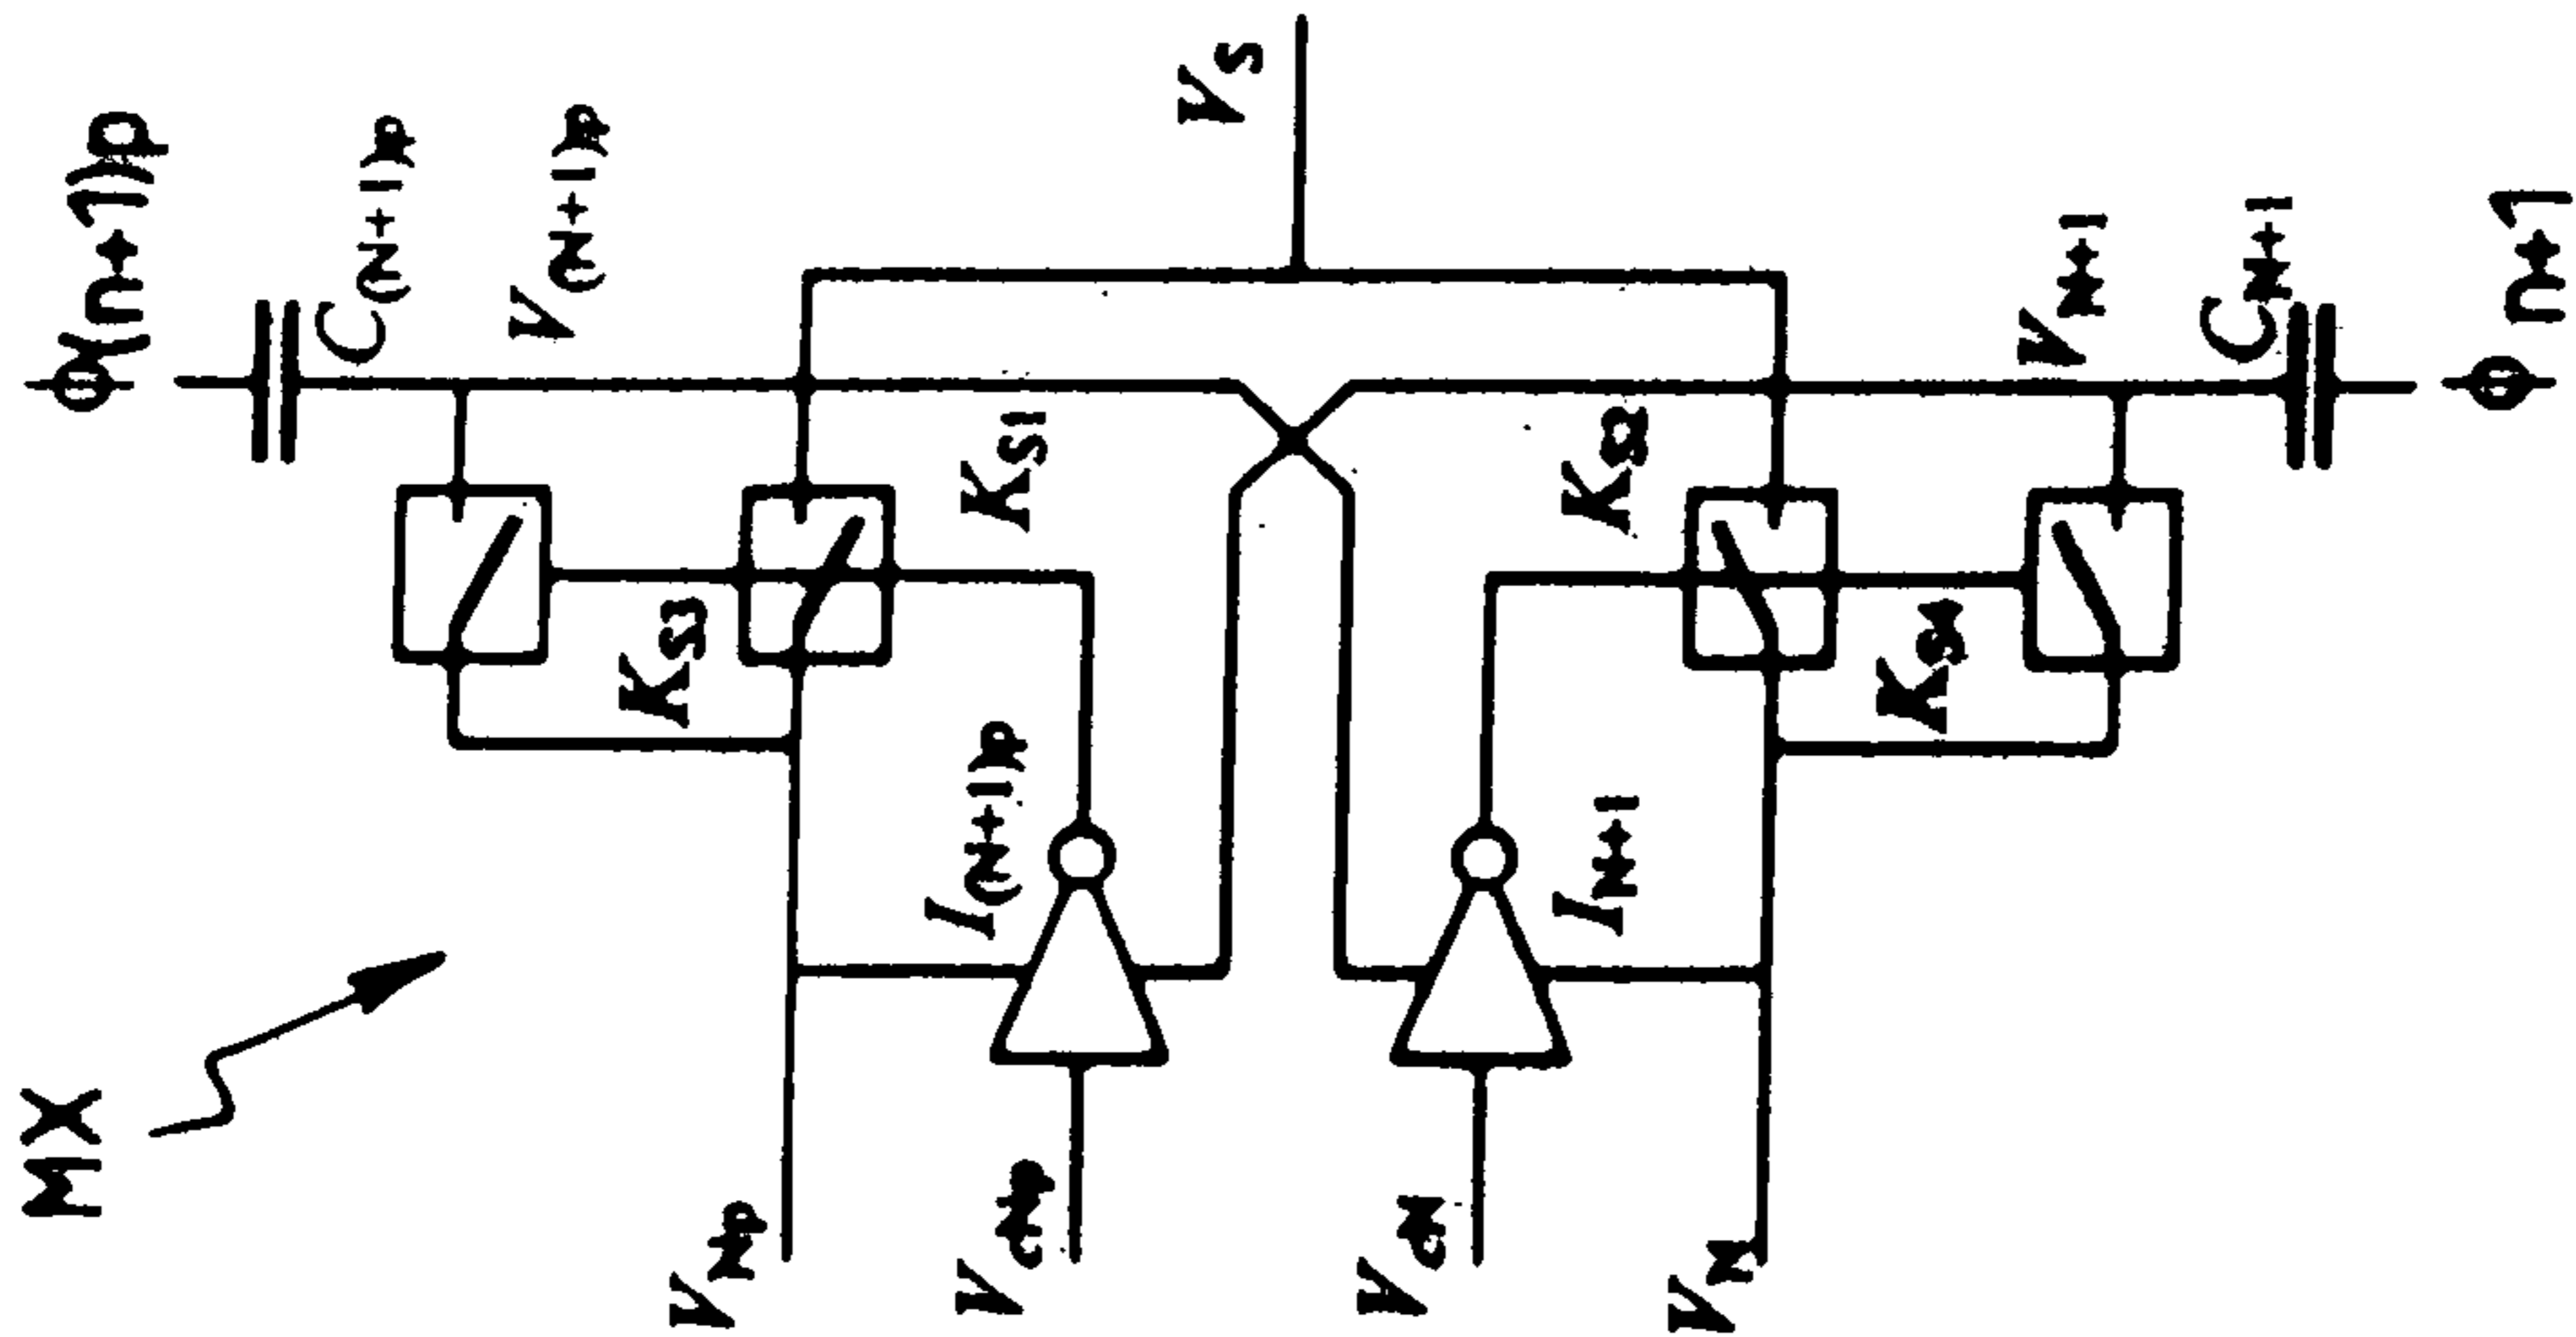 MX
ϕ(n+1)p
C(N+1)p
V(N+1)p
VS
KS1
KS3
I(N+1)p
VNp
VcNp
VcN
VN
IN+1
KS2
KS4
VN+1
CN+1
ϕ n+1